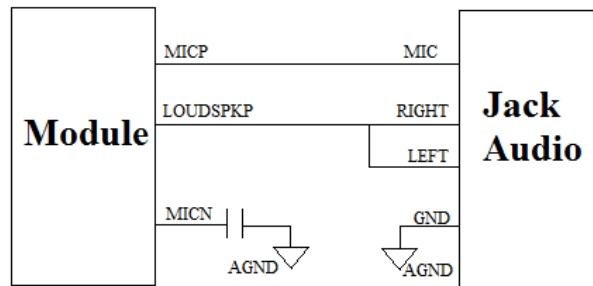 MICP
MIC
LOUDSPKP
RIGHT
Module
Jack
Audio
LEFT
MICN
GND
AGND
AGND